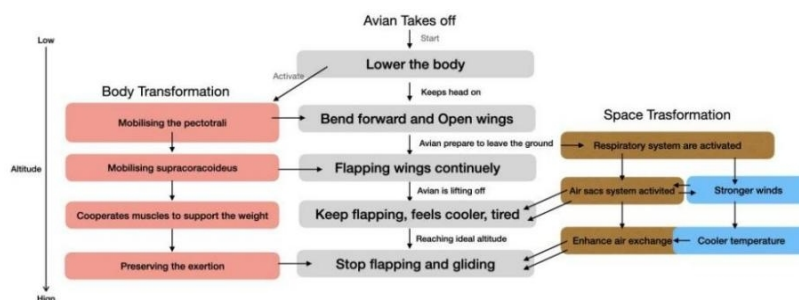 Avian Takes off
Low
Start
Lower the body
Activate
Body Transformation
Keeps head on
Space Trasformation
Mobilising the pectotrali
Bend forward and Open wings
Avian prepare to leave the ground
Respiratory system are activated
Altitude
Mobilising supracoracoideus
Flapping wings continuely
Avian is lifting off
Air sacs system activited
Stronger winds
Cooperates muscles to support the weight
Keep flapping, feels cooler, tired
Reaching ideal altitude
Enhance air exchange
Cooler temperature
Preserving the exertion
Stop flapping and gliding